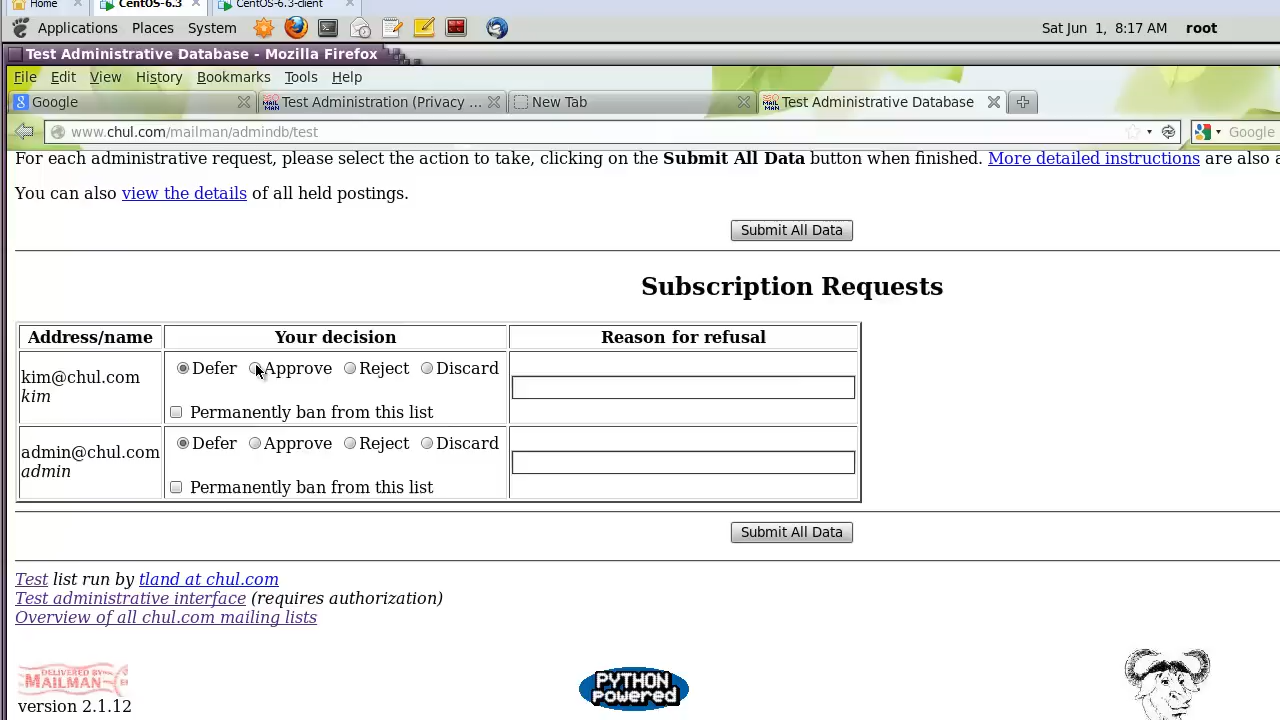 Home CentOS-6.3 CentOS-6.3-client
Applications Places System Sat Jun 1, 8:17 AM root
Test Administrative Database - Mozilla Firefox
File Edit View History Bookmarks Tools Help
Google Test Administration (Privacy ... New Tab Test Administrative Database
www.chul.com/mailman/admindb/test Google
For each administrative request, please select the action to take, clicking on the Submit All Data button when finished. More detailed instructions are also a
You can also view the details of all held postings.
Submit All Data
Subscription Requests
Address/name Your decision Reason for refusal
kim@chul.com
kim
Defer Approve Reject Discard
Permanently ban from this list
admin@chul.com
admin
Defer Approve Reject Discard
Permanently ban from this list
Submit All Data
Test list run by tland at chul.com
Test administrative interface (requires authorization)
Overview of all chul.com mailing lists
DELIVERED BY
MAILMAN
PYTHON
POWERED
version 2.1.12